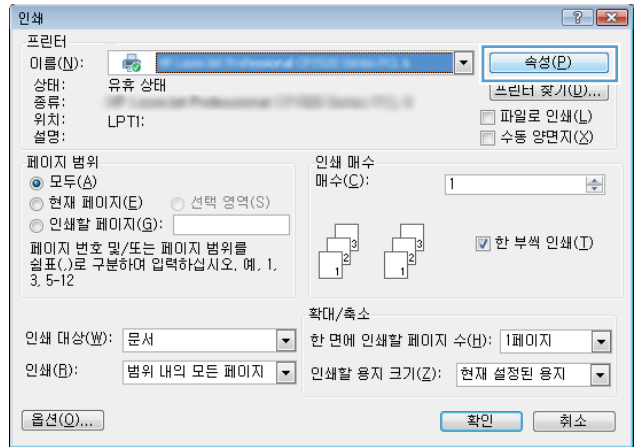 인쇄
프린터
이름(N):
속성(P)
상태: 유휴 상태
프린터 찾기(D)...
종류:
위치: LPT1:
파일로 인쇄(L)
설명:
수동 양면지(X)
페이지 범위
모두(A)
현재 페이지(E) 선택 영역(S)
인쇄할 페이지(G):
페이지 번호 및/또는 페이지 범위를
쉼표(,)로 구분하여 입력하십시오. 예, 1,
3, 5-12
인쇄 매수
매수(C): 1
3 3
2 2
1 1
한 부씩 인쇄(T)
인쇄 대상(W): 문서
인쇄(R): 범위 내의 모든 페이지
확대/축소
한 면에 인쇄할 페이지 수(H): 1페이지
인쇄할 용지 크기(Z): 현재 설정된 용지
옵션(O)...
확인 취소